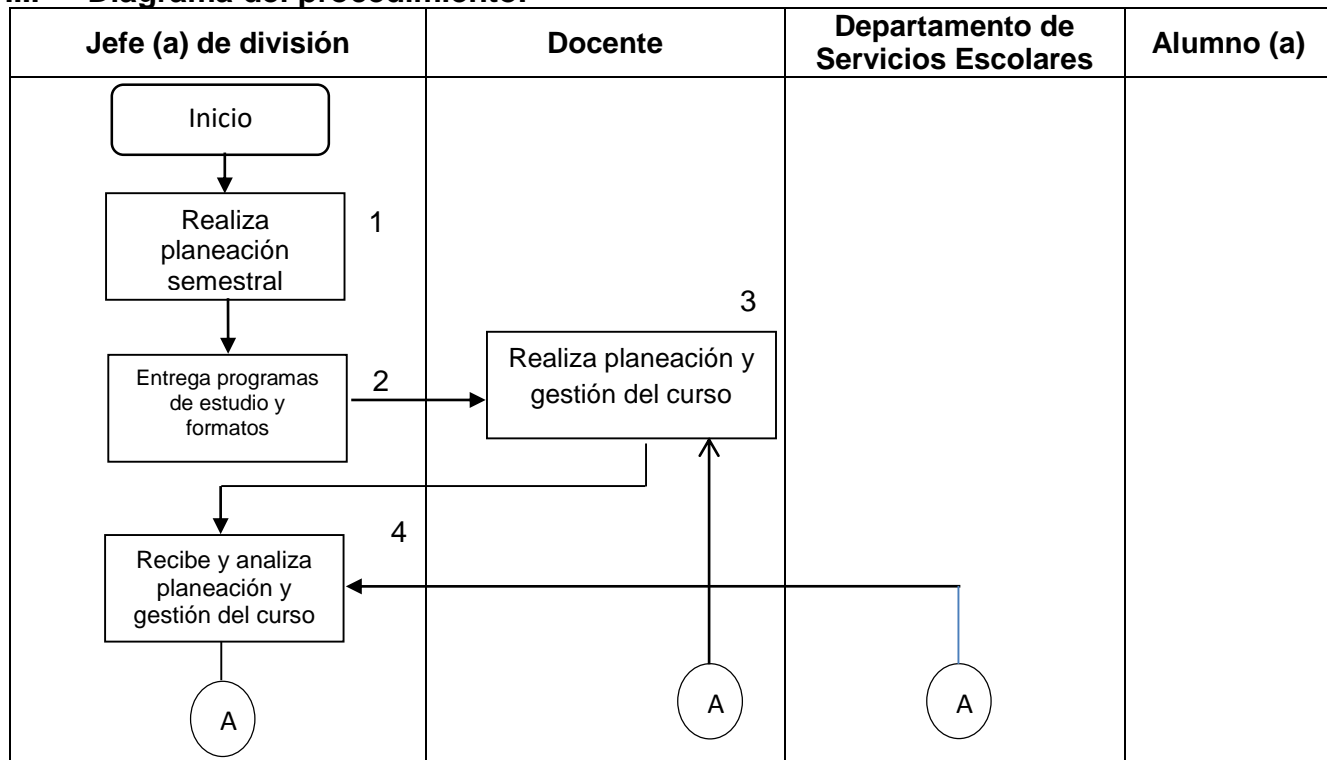 III. Diagrama del procedimiento.
Jefe (a) de división
Docente
Departamento de
Servicios Escolares
Alumno (a)
Inicio
Realiza
planeación
semestral
1
3
Entrega programas
de estudio y
formatos
2
Realiza planeación y
gestión del curso
4
Recibe y analiza
planeación y
gestión del curso
A
A
A